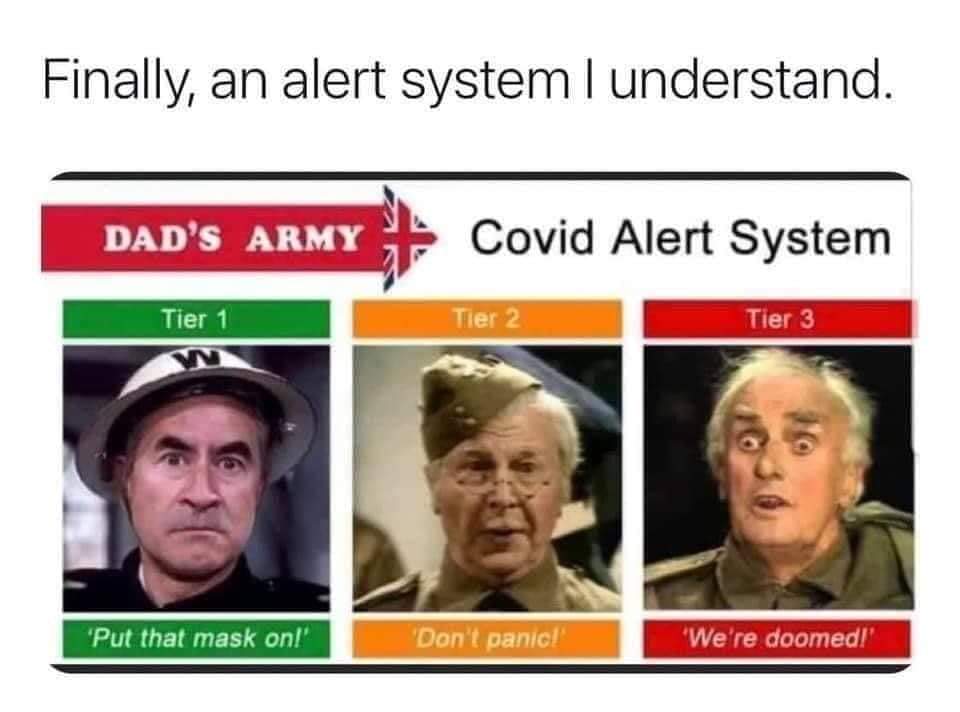 Finally, an alert system I understand.
DAD'S ARMY Covid Alert System
Tier 1 Tier 2 Tier 3
W
'Put that mask on!' 'Don't panic!' 'We're doomed!'